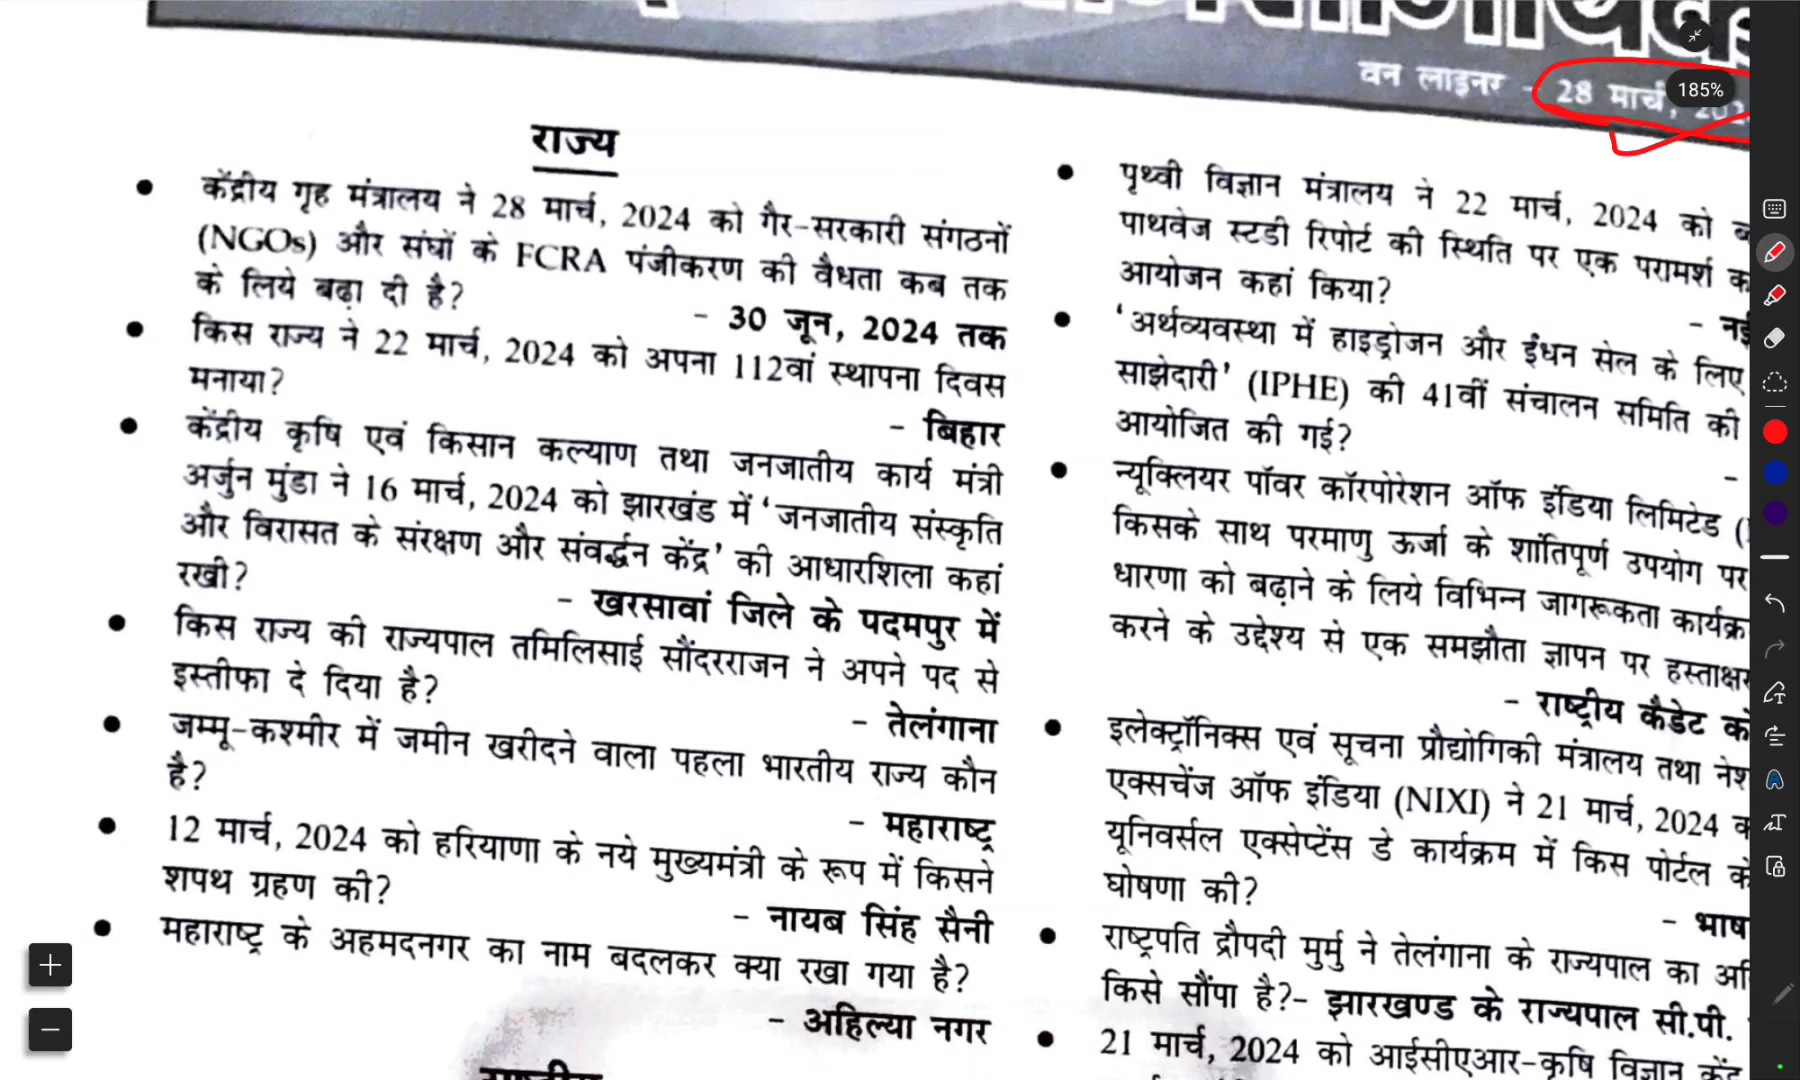 वन लाइनर - 28 मार्च,
185%
राज्य
• केंद्रीय गृह मंत्रालय ने 28 मार्च, 2024 को गैर-सरकारी संगठनों
(NGOs) और संघों के FCRA पंजीकरण की वैधता कब तक
के लिये बढ़ा दी है?
- 30 जून, 2024 तक
• किस राज्य ने 22 मार्च, 2024 को अपना 112वां स्थापना दिवस
मनाया?
- बिहार
• केंद्रीय कृषि एवं किसान कल्याण तथा जनजातीय कार्य मंत्री
अर्जुन मुंडा ने 16 मार्च, 2024 को झारखंड में ‘जनजातीय संस्कृति
और विरासत के संरक्षण और संवर्द्धन केंद्र’ की आधारशिला कहां
रखी?
- खरसावां जिले के पदमपुर में
• किस राज्य की राज्यपाल तमिलिसाई सौंदरराजन ने अपने पद से
इस्तीफा दे दिया है?
- तेलंगाना
• जम्मू-कश्मीर में जमीन खरीदने वाला पहला भारतीय राज्य कौन
है?
- महाराष्ट्र
• 12 मार्च, 2024 को हरियाणा के नये मुख्यमंत्री के रूप में किसने
शपथ ग्रहण की?
- नायब सिंह सैनी
• महाराष्ट्र के अहमदनगर का नाम बदलकर क्या रखा गया है?
- अहिल्या नगर
• पृथ्वी विज्ञान मंत्रालय ने 22 मार्च, 2024 को
पाथवेज स्टडी रिपोर्ट की स्थिति पर एक परामर्श
आयोजन कहां किया?
- नई
• ‘अर्थव्यवस्था में हाइड्रोजन और ईंधन सेल के लिए
साझेदारी’ (IPHE) की 41वीं संचालन समिति की
आयोजित की गई?
-
• न्यूक्लियर पॉवर कॉरपोरेशन ऑफ इंडिया लिमिटेड (
किसके साथ परमाणु ऊर्जा के शांतिपूर्ण उपयोग पर
धारणा को बढ़ाने के लिये विभिन्न जागरूकता कार्यक्र
करने के उद्देश्य से एक समझौता ज्ञापन पर हस्ताक्षर
- राष्ट्रीय कैडेट को
• इलेक्ट्रॉनिक्स एवं सूचना प्रौद्योगिकी मंत्रालय तथा नेश
एक्सचेंज ऑफ इंडिया (NIXI) ने 21 मार्च, 2024
यूनिवर्सल एक्सेप्टेंस डे कार्यक्रम में किस पोर्टल के
घोषणा की?
- भाष
• राष्ट्रपति द्रौपदी मुर्मु ने तेलंगाना के राज्यपाल का अति
किसे सौंपा है?- झारखण्ड के राज्यपाल सी.पी.
• 21 मार्च, 2024 को आईसीएआर-कृषि विज्ञान केंद्र